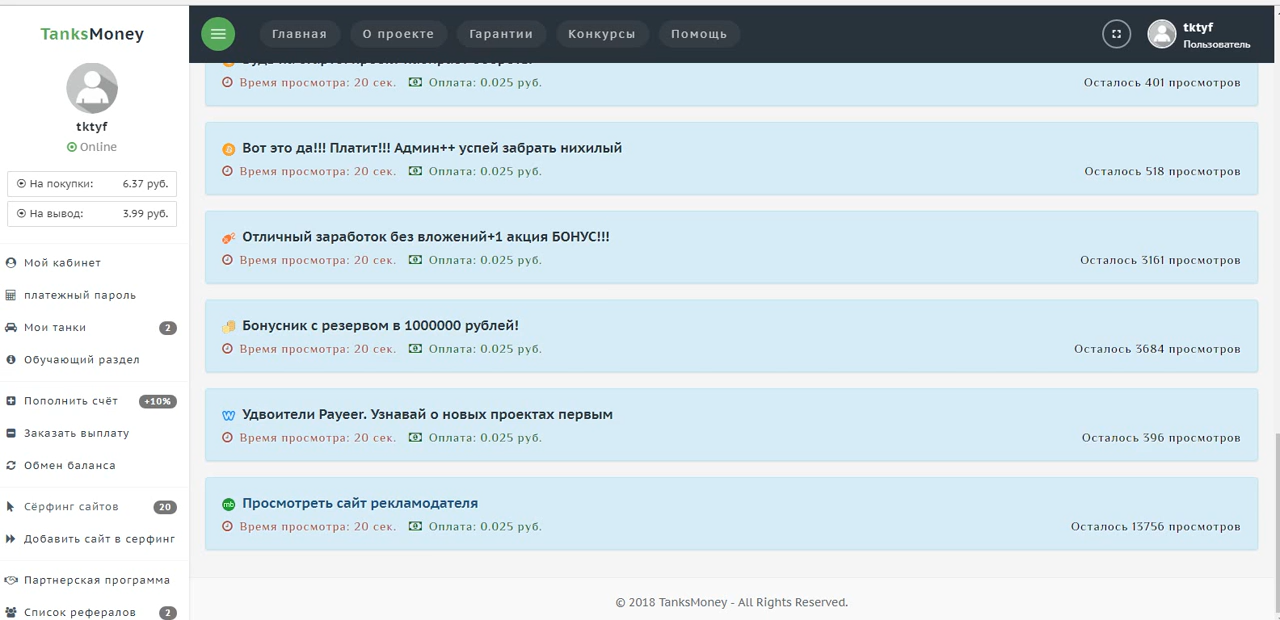 TanksMoney
tktyf
Online
На покупки: 6.37 руб.
На вывод: 3.99 руб.
Мой кабинет
платежный пароль
Мои танки 2
Обучающий раздел
Пополнить счёт +10%
Заказать выплату
Обмен баланса
Сёрфинг сайтов 20
Добавить сайт в серфинг
Партнерская программа
Список рефералов 2
Главная О проекте Гарантии Конкурсы Помощь
tktyf
Пользователь
Время просмотра: 20 сек. Оплата: 0.025 руб. Осталось 401 просмотров
Вот это да!!! Платит!!! Админ++ успей забрать нихилый
Время просмотра: 20 сек. Оплата: 0.025 руб. Осталось 518 просмотров
Отличный заработок без вложений+1 акция БОНУС!!!
Время просмотра: 20 сек. Оплата: 0.025 руб. Осталось 3161 просмотров
Бонусник с резервом в 1000000 рублей!
Время просмотра: 20 сек. Оплата: 0.025 руб. Осталось 3684 просмотров
Удвоители Payeer. Узнавай о новых проектах первым
Время просмотра: 20 сек. Оплата: 0.025 руб. Осталось 396 просмотров
Просмотреть сайт рекламодателя
Время просмотра: 20 сек. Оплата: 0.025 руб. Осталось 13756 просмотров
© 2018 TanksMoney - All Rights Reserved.